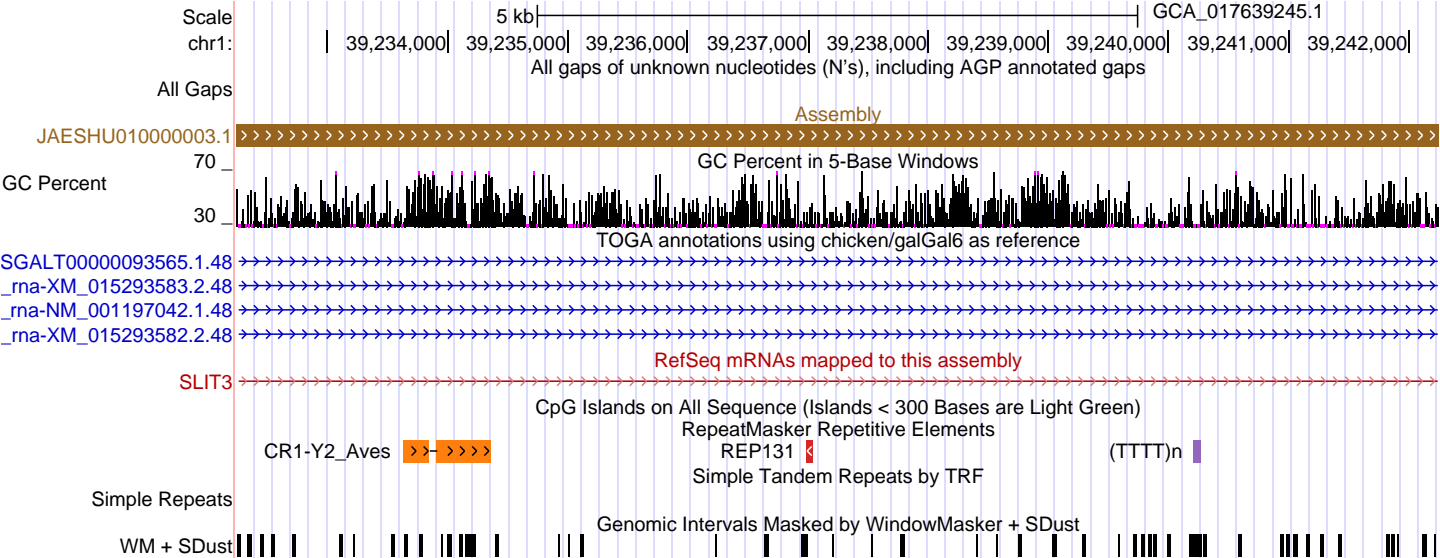 Scale 5 kb GCA_017639245.1
chr1: 39,234,000 39,235,000 39,236,000 39,237,000 39,238,000 39,239,000 39,240,000 39,241,000 39,242,000
All gaps of unknown nucleotides (N's), including AGP annotated gaps
All Gaps
Assembly
JAESHU010000003.1
GC Percent in 5-Base Windows
70
GC Percent
30
TOGA annotations using chicken/galGal6 as reference
SGALT00000093565.1.48
_rna-XM_015293583.2.48
_rna-NM_001197042.1.48
_rna-XM_015293582.2.48
RefSeq mRNAs mapped to this assembly
SLIT3
CpG Islands on All Sequence (Islands < 300 Bases are Light Green)
RepeatMasker Repetitive Elements
CR1-Y2_Aves REP131 (TTTT)n
Simple Tandem Repeats by TRF
Simple Repeats
Genomic Intervals Masked by WindowMasker + SDust
WM + SDust